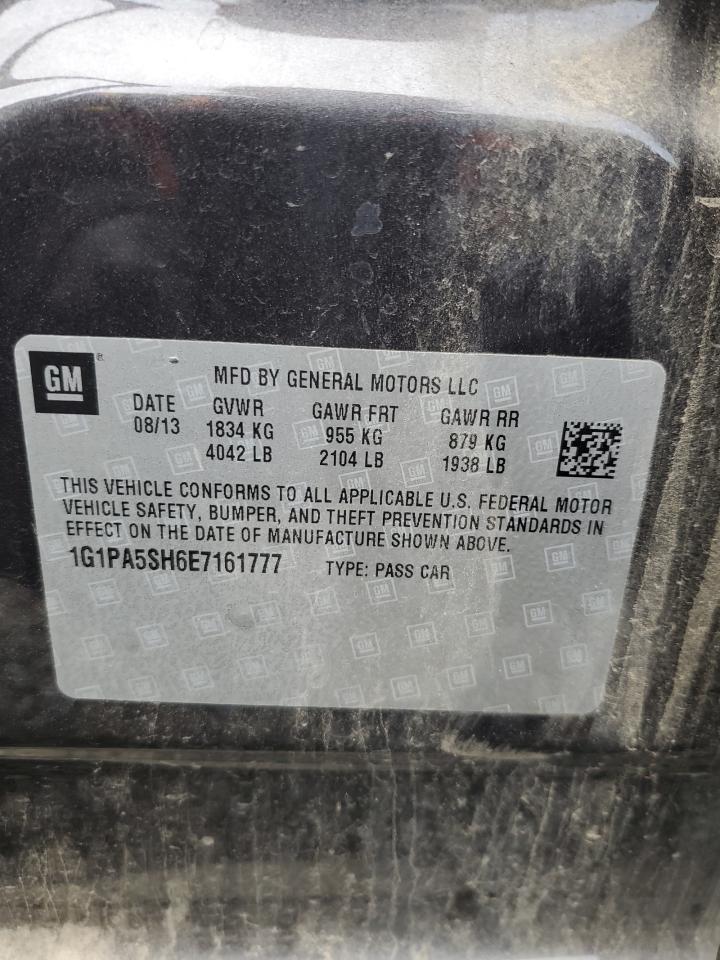 GM
MFD BY GENERAL MOTORS LLC
DATE GVWR GAWR FRT GAWR RR
08/13 1834 KG 955 KG 879 KG
4042 LB 2104 LB 1938 LB
THIS VEHICLE CONFORMS TO ALL APPLICABLE U.S. FEDERAL MOTOR
VEHICLE SAFETY, BUMPER, AND THEFT PREVENTION STANDARDS IN
EFFECT ON THE DATE OF MANUFACTURE SHOWN ABOVE.
1G1PA5SH6E7161777 TYPE: PASS CAR